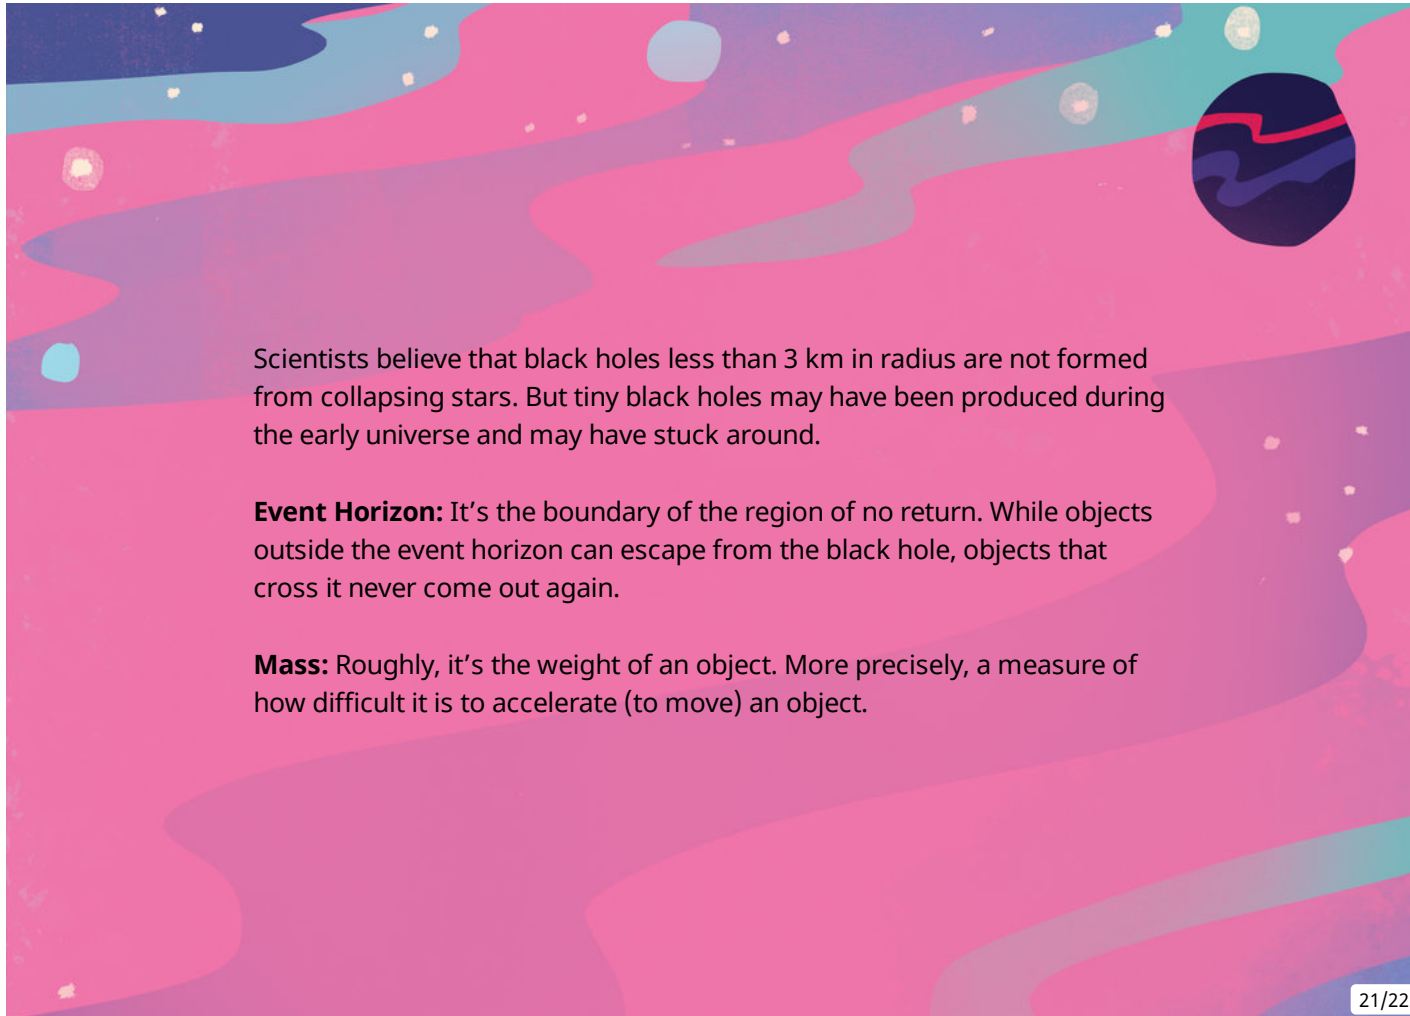 Scientists believe that black holes less than 3 km in radius are not formed
from collapsing stars. But tiny black holes may have been produced during
the early universe and may have stuck around.
Event Horizon: It’s the boundary of the region of no return. While objects
outside the event horizon can escape from the black hole, objects that
cross it never come out again.
Mass: Roughly, it’s the weight of an object. More precisely, a measure of
how difficult it is to accelerate (to move) an object.
21/22